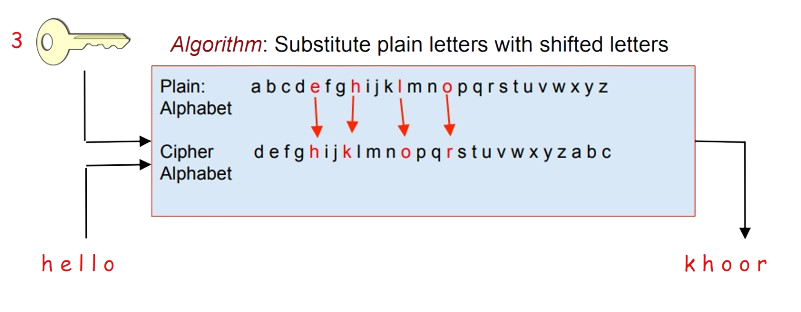 3
Algorithm: Substitute plain letters with shifted letters
Plain: a b c d e f g h i j k l m n o p q r s t u v w x y z
Alphabet
Cipher d e f g h i j k l m n o p q r s t u v w x y z a b c
Alphabet
h e l l o
k h o o r